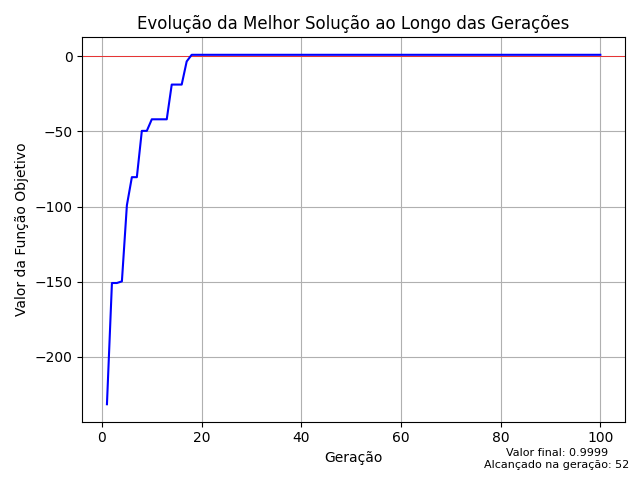 Evolução da Melhor Solução ao Longo das Gerações
Valor da Função Objetivo
0
−50
−100
−150
−200
0 20 40 60 80 100
Geração
Valor final: 0.9999
Alcançado na geração: 52